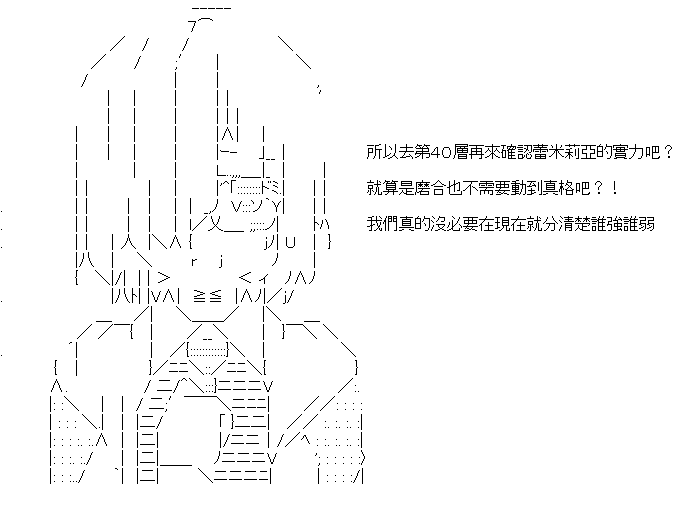 所以去第40層再來確認蕾米莉亞的實力吧？
就算是磨合也不需要動到真格吧？！
我們真的沒必要在現在就分清楚誰強誰弱